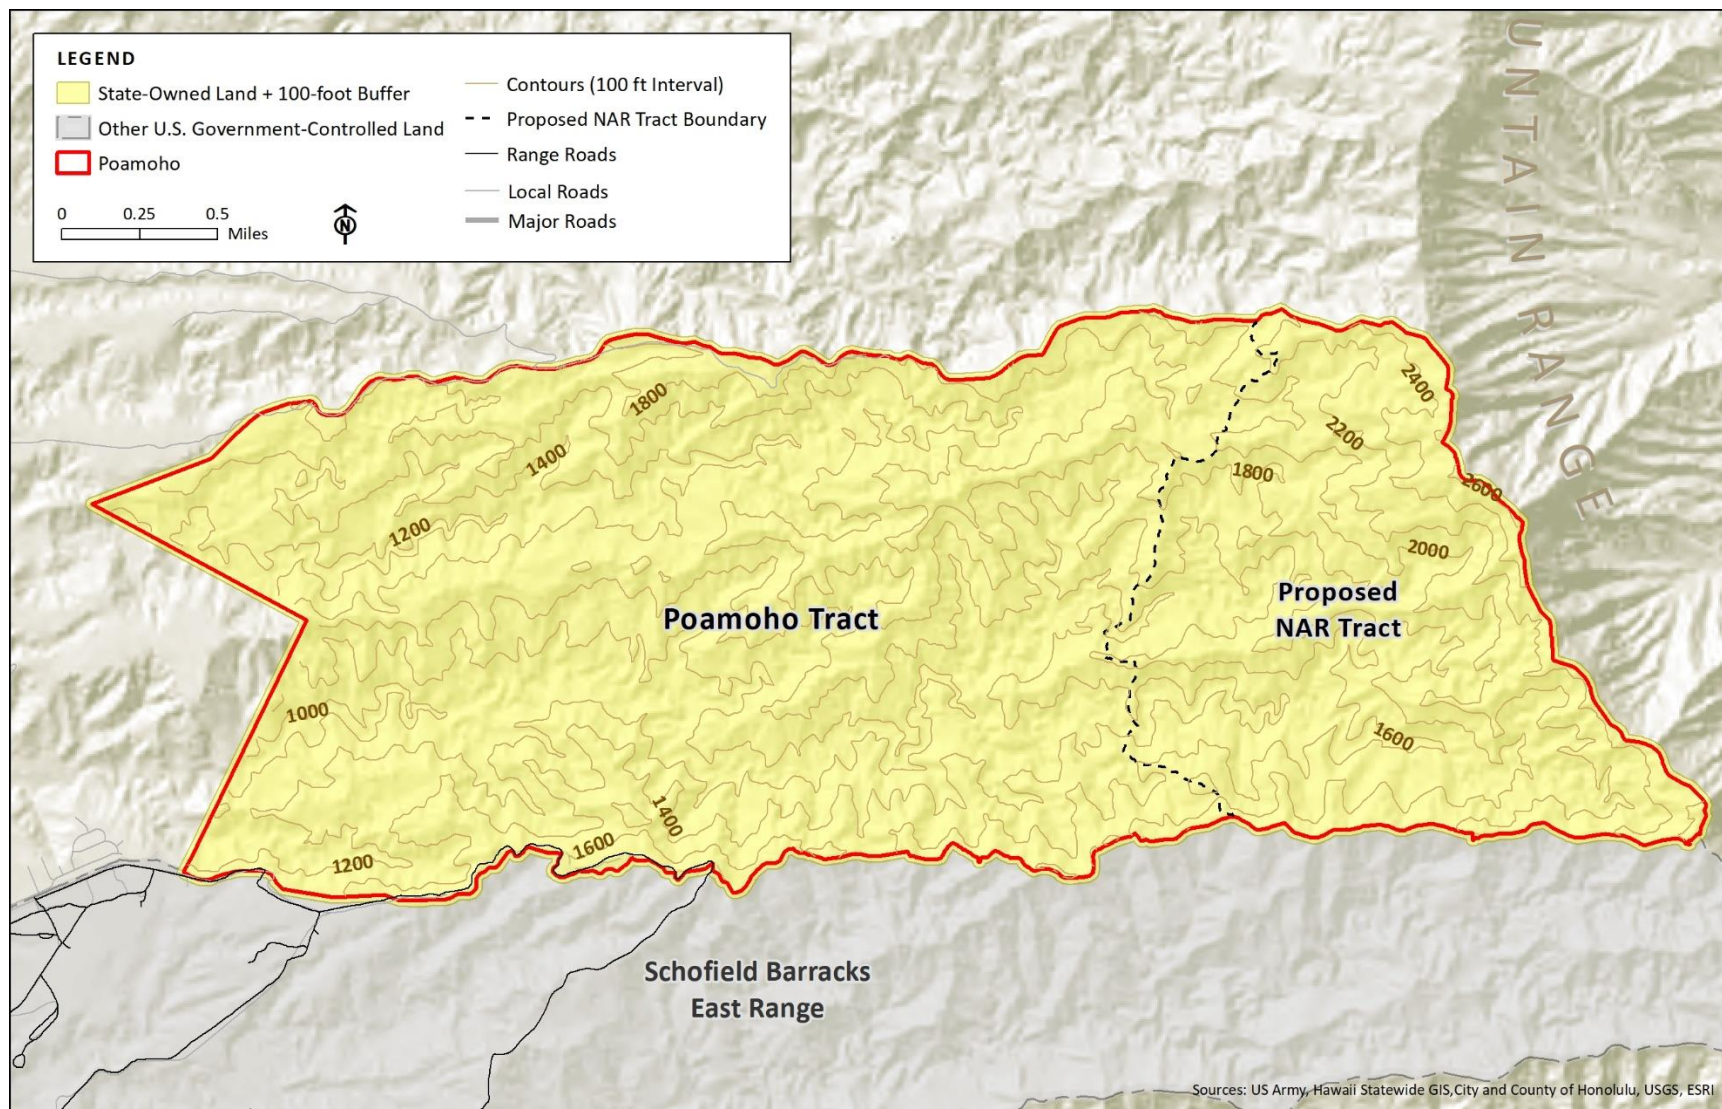 LEGEND
State-Owned Land + 100-foot Buffer
Other U.S. Government-Controlled Land
Poamoho
0 0.25 0.5
Miles
N
Contours (100 ft Interval)
Proposed NAR Tract Boundary
Range Roads
Local Roads
Major Roads
UNTAIN RANGE
2400
1800
2200
1400
1800
2600
1200
2000
Proposed
NAR Tract
Poamoho Tract
1000
1600
1400
1600
1200
Schofield Barracks
East Range
Sources: US Army, Hawaii Statewide GIS,City and County of Honolulu, USGS, ESRI